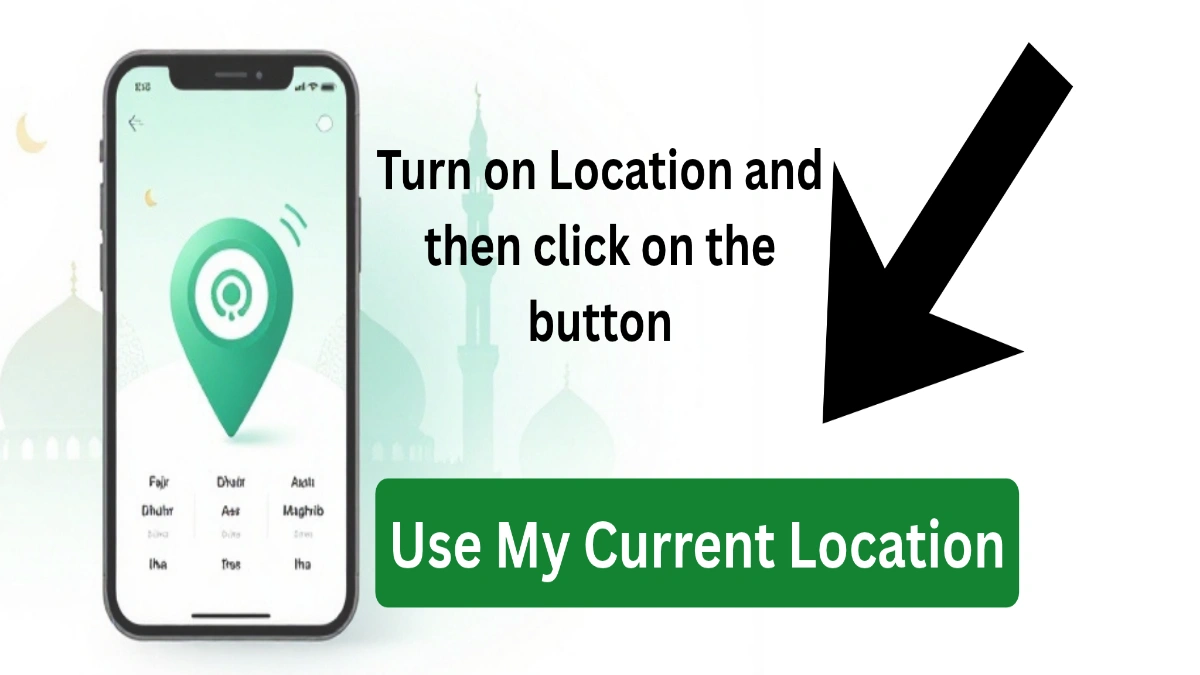 Turn on Location and
then click on the
button
Use My Current Location
Fajr
Dhuhr
Maghrib